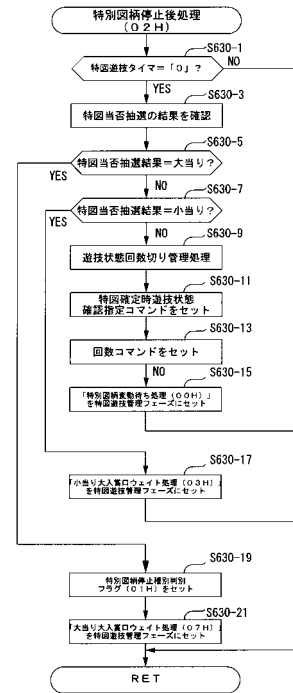 特別図柄停止後処理
(02H)
S630-1
特図遊技タイマ=「0」?
NO
YES
S630-3
特図当否抽選の結果を確認
S630-5
特図当否抽選結果=大当り?
YES
NO
S630-7
特図当否抽選結果=小当り?
YES
NO
S630-9
遊技状態回数切り管理処理
S630-11
特図確定時遊技状態
確認指定コマンドをセット
S630-13
回数コマンドをセット
NO
S630-15
「特別図柄変動待ち処理(00H)」
を特図遊技管理フェーズにセット
S630-17
「小当り大入賞口ウェイト処理(03H)」
を特図遊技管理フェーズにセット
S630-19
特別図柄停止種別判別
フラグ(01H)をセット
S630-21
「大当り大入賞口ウェイト処理(07H)」
を特図遊技管理フェーズにセット
RET